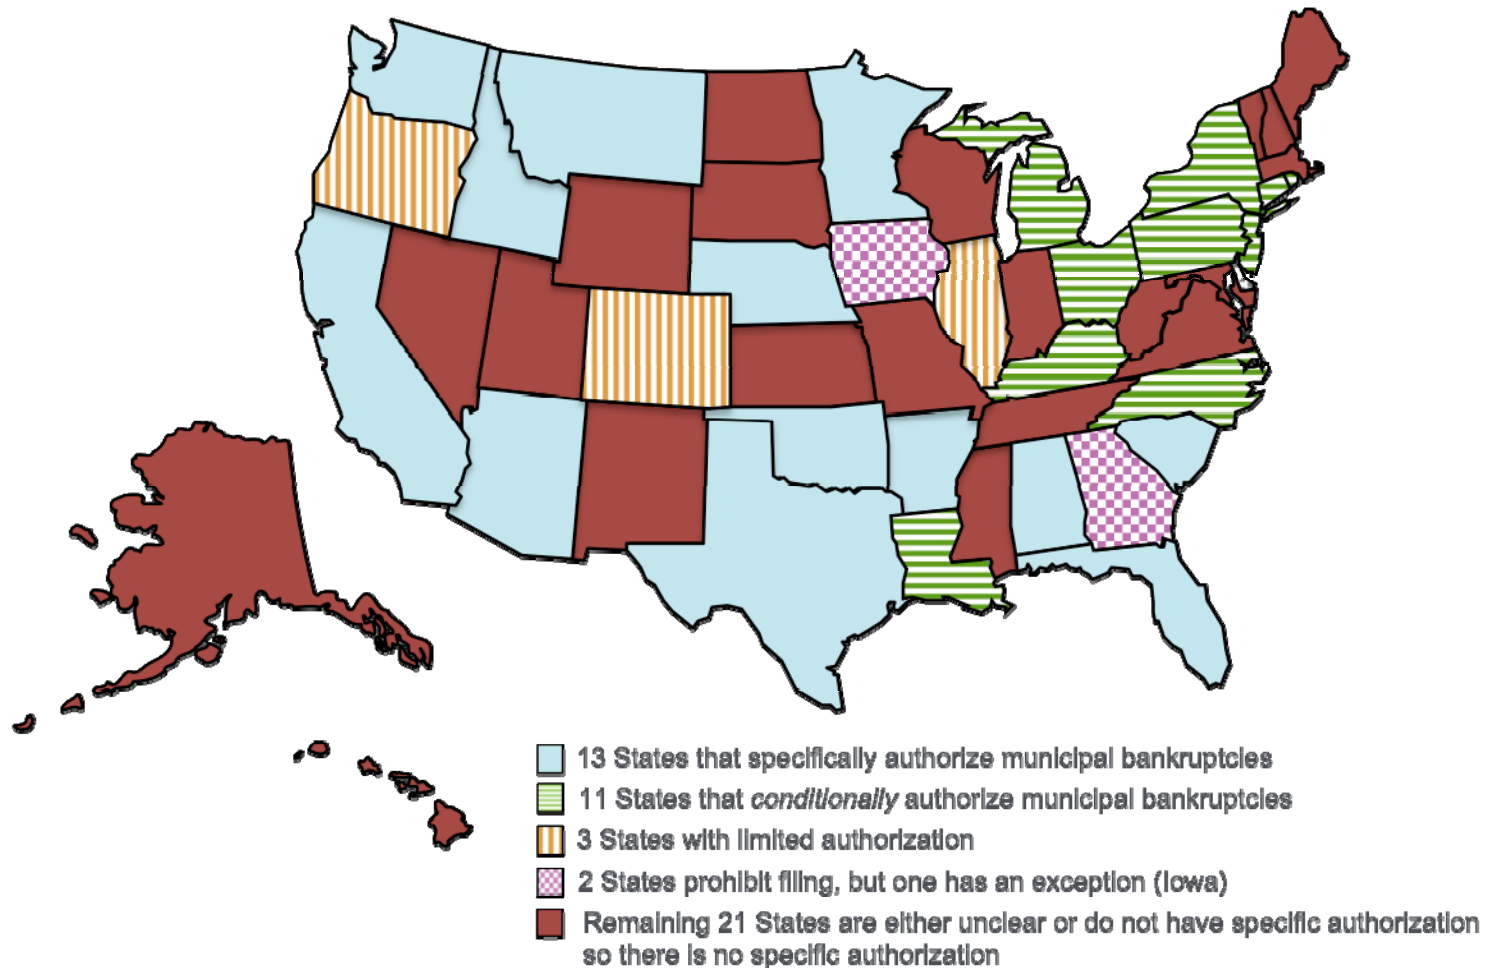 13 States that specifically authorize municipal bankruptcies
11 States that conditionally authorize municipal bankruptcies
3 States with limited authorization
2 States prohibit filing, but one has an exception (Iowa)
Remaining 21 States are either unclear or do not have specific authorization
so there is no specific authorization